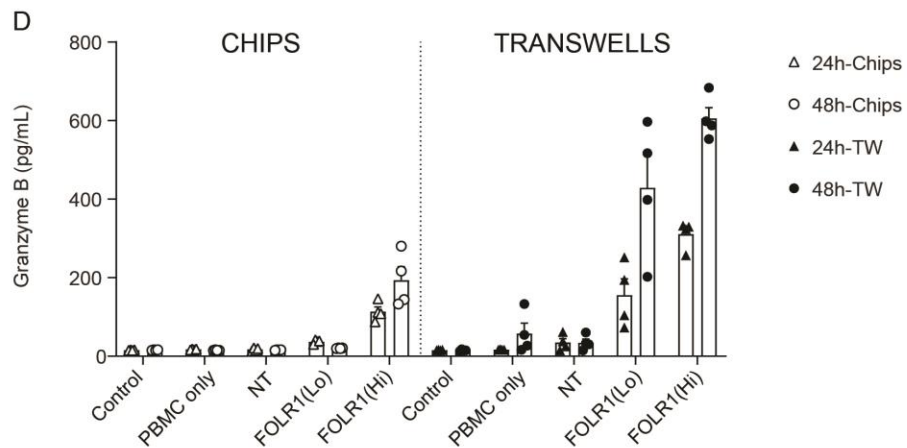 D
CHIPS TRANSWELLS
Granzyme B (pg/mL)
800
600
400
200
0
Control
PBMC only
NT
FOLR1(Lo)
FOLR1(Hi)
Control
PBMC only
NT
FOLR1(Lo)
FOLR1(Hi)
24h-Chips
48h-Chips
24h-TW
48h-TW